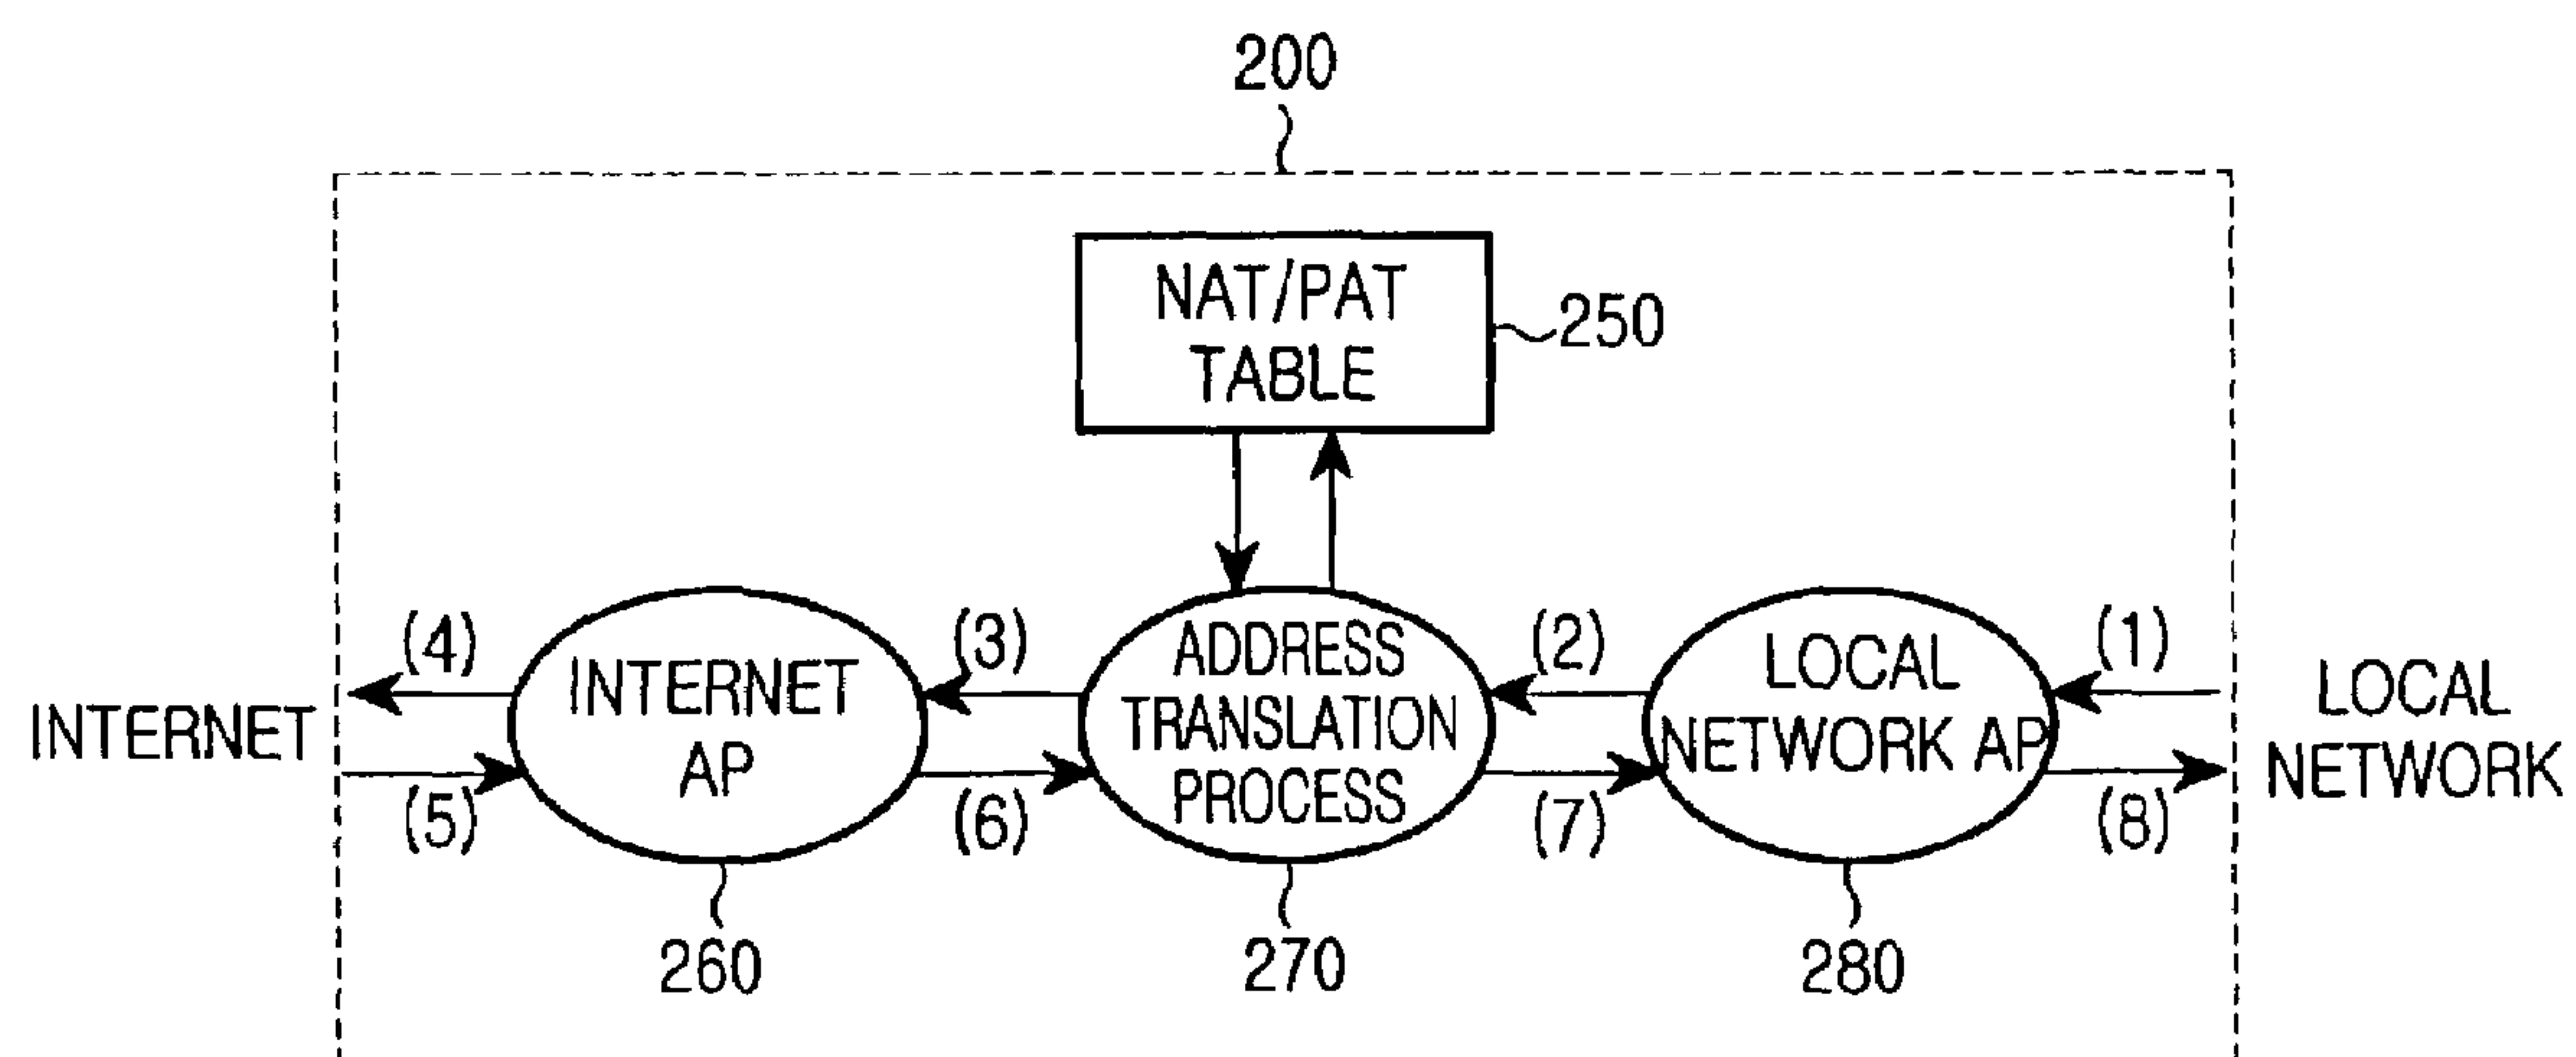 200
NAT/PAT
TABLE
250
(4)
(3)
(2)
(1)
INTERNET
INTERNET
AP
ADDRESS
TRANSLATION
PROCESS
LOCAL
NETWORK AP
LOCAL
NETWORK
(5)
(6)
(7)
(8)
260
270
280